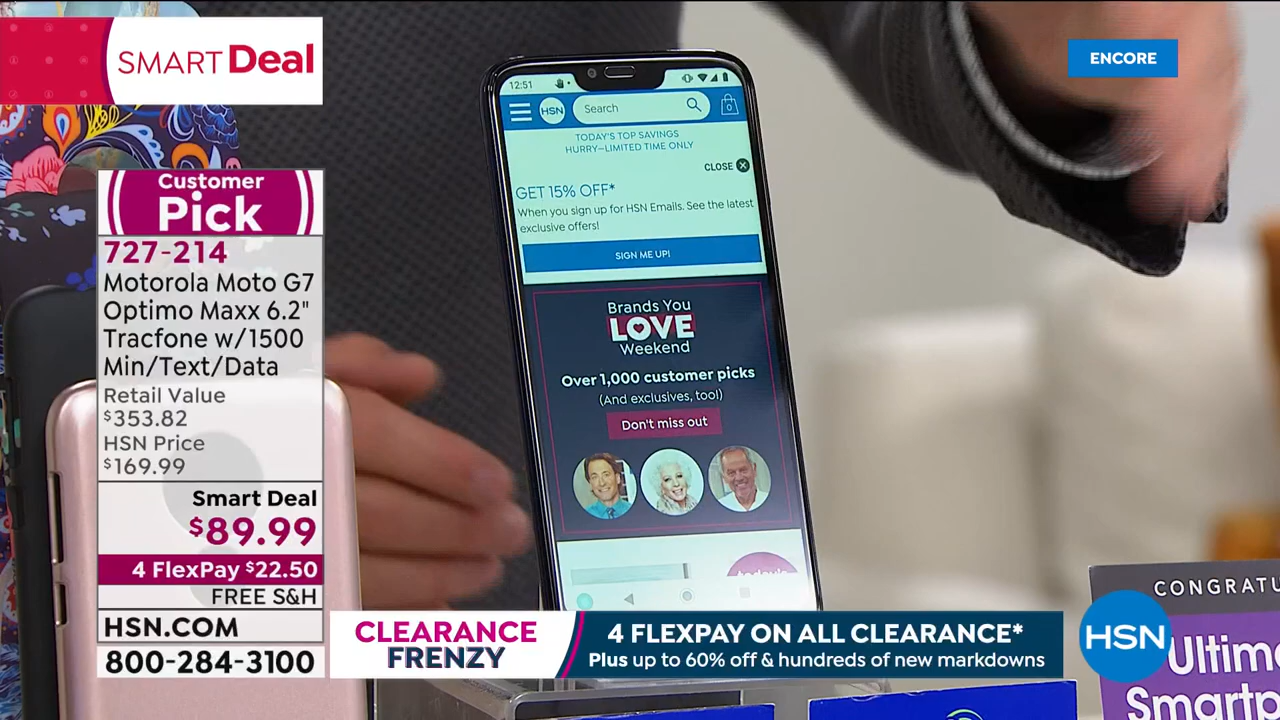 SMART Deal
ENCORE
Customer
Pick
727-214
Motorola Moto G7
Optimo Maxx 6.2"
Tracfone w/1500
Min/Text/Data
Retail Value
$353.82
HSN Price
$169.99
Smart Deal
$89.99
4 FlexPay $22.50
FREE S&H
HSN.COM
800-284-3100
12:51
HSN
Search
0
TODAY'S TOP SAVINGS
HURRY–LIMITED TIME ONLY
CLOSE
GET 15% OFF*
When you sign up for HSN Emails. See the latest
exclusive offers!
SIGN ME UP!
Brands You
LOVE
Weekend
Over 1,000 customer picks
(And exclusives, too!)
Don't miss out
today's
CLEARANCE
FRENZY
4 FLEXPAY ON ALL CLEARANCE*
Plus up to 60% off & hundreds of new markdowns
HSN
CONGRATU
Ultim
Smartp